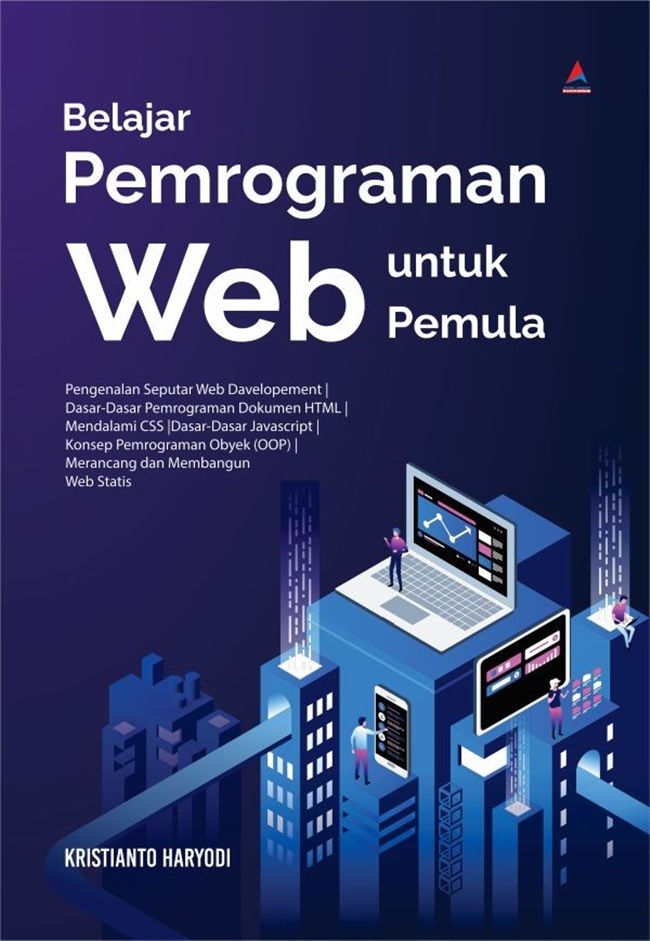 Belajar
Pemrograman
Web untuk
Pemula
Pengenalan Seputar Web Davelopement |
Dasar-Dasar Pemrograman Dokumen HTML |
Mendalami CSS |Dasar-Dasar Javascript |
Konsep Pemrograman Obyek (OOP) |
Merancang dan Membangun
Web Statis
KRISTIANTO HARYODI